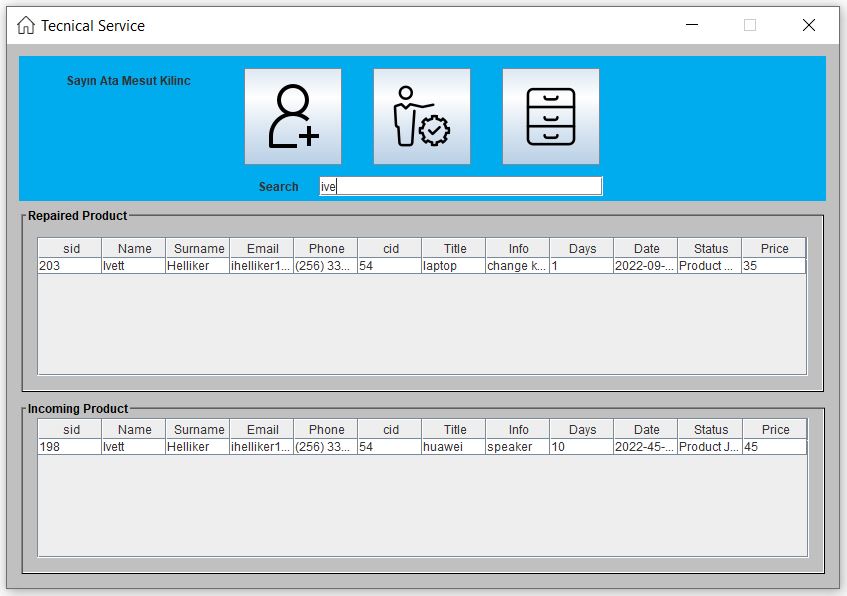 Tecnical Service
Sayın Ata Mesut Kilinc
Search ive
Repaired Product
sid Name Surname Email Phone cid Title Info Days Date Status Price
203 Ivett Helliker ihelliker1... (256) 33... 54 laptop change k... 1 2022-09-... Product ... 35
Incoming Product
sid Name Surname Email Phone cid Title Info Days Date Status Price
198 Ivett Helliker ihelliker1... (256) 33... 54 huawei speaker 10 2022-45-... Product J... 45